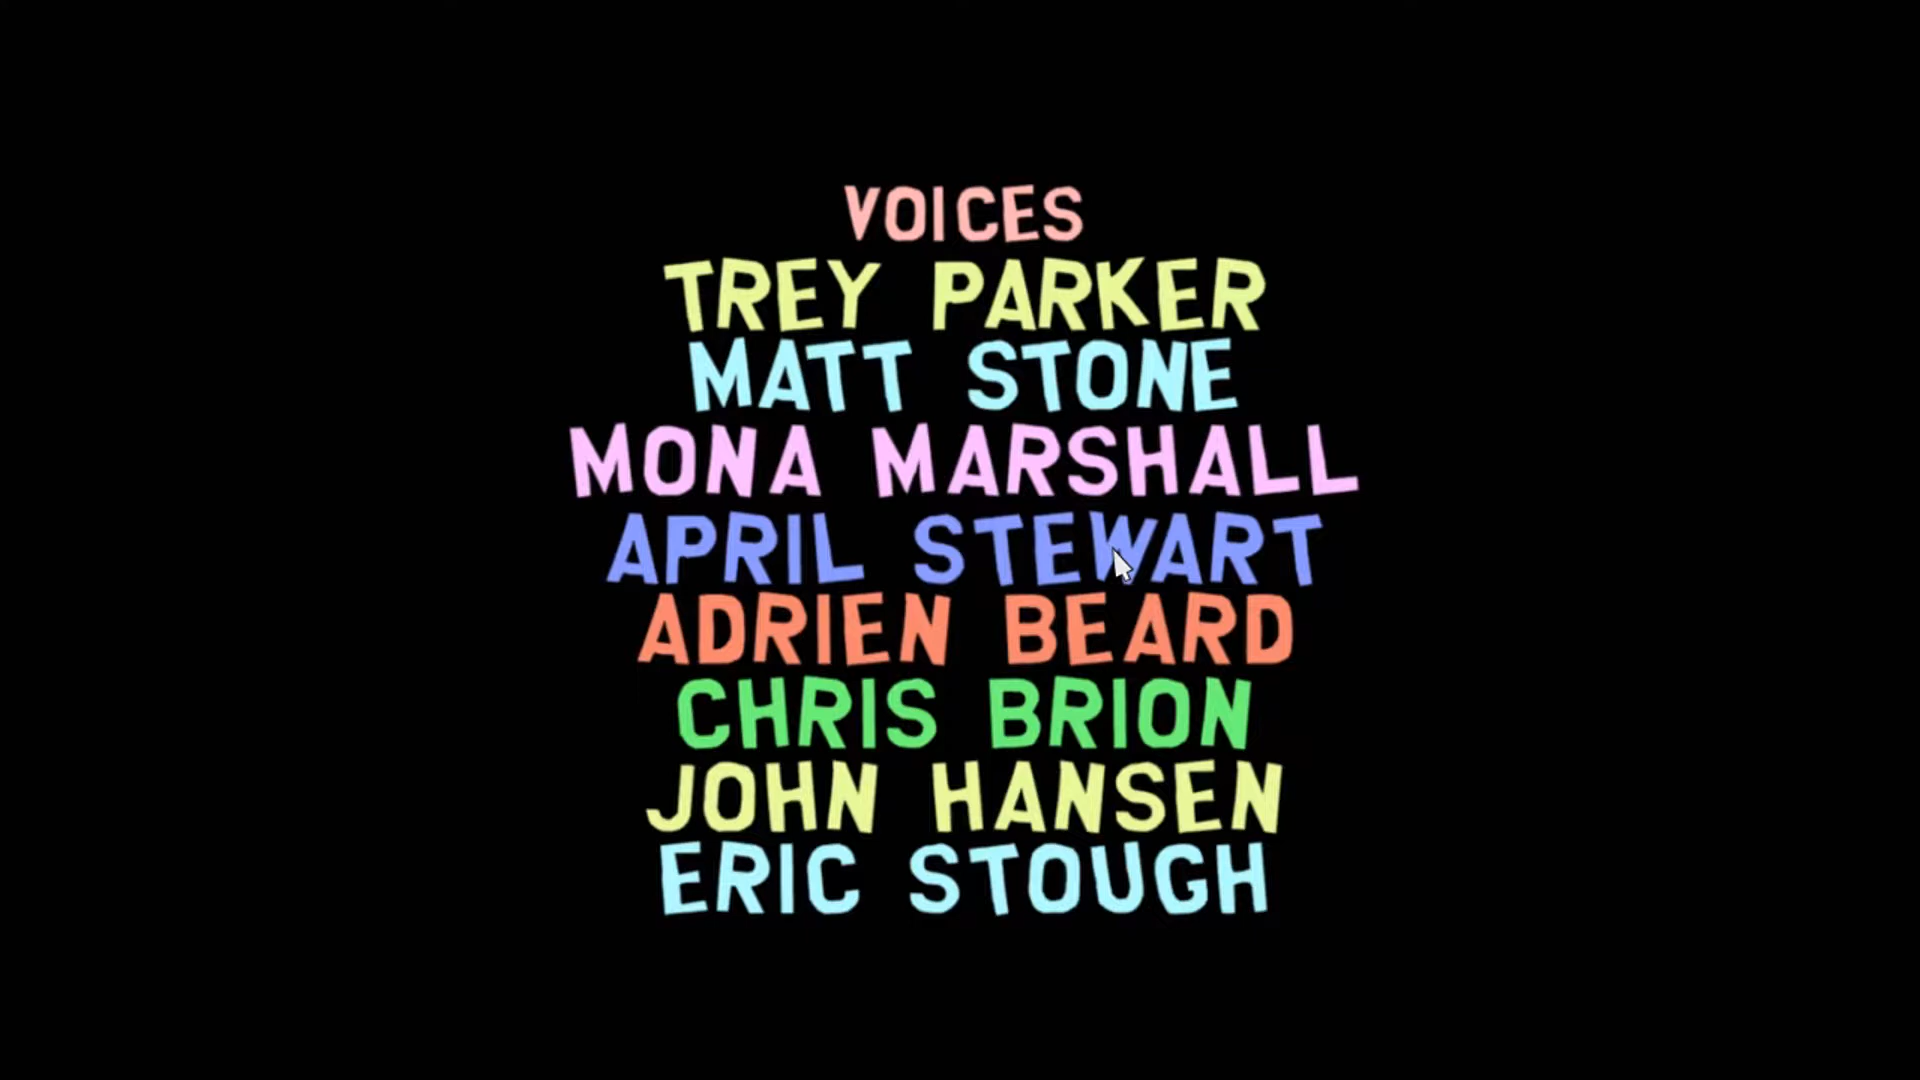 VOICES
TREY PARKER
MATT STONE
MONA MARSHALL
APRIL STEWART
ADRIEN BEARD
CHRIS BRION
JOHN HANSEN
ERIC STOUGH